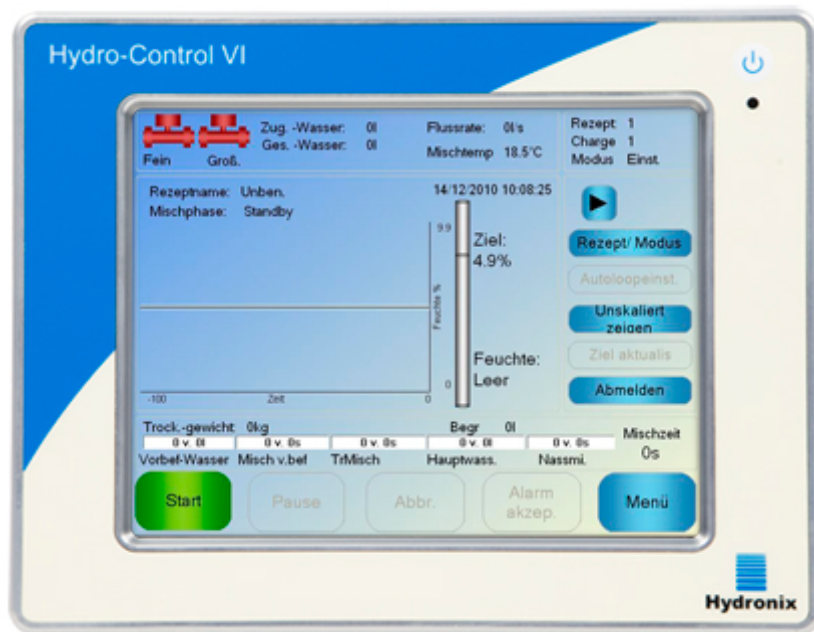 Hydro-Control VI
Zug. -Wasser: 0l
Ges. -Wasser: 0l
Fein Groß.
Flussrate: 0l/s
Mischtemp 18.5°C
Rezept 1
Charge 1
Modus Einst.
Rezeptname: Unben.
Mischphase: Standby
14/12/2010 10:08:25
9.9
Ziel:
4.9%
Feuchte %
Feuchte:
Leer
0
-100 Zeit 0
Rezept/ Modus
Autoloopeinst.
Unskaliert
zeigen
Ziel aktualis
Abmelden
Trock.-gewicht 0kg Begr 0l
0 v. 0l 0 v. 0s 0 v. 0s 0 v. 0l 0 v. 0s
Vorbef-Wasser Misch v.bef TrMisch Hauptwass. Nassmi.
Mischzeit
0s
Start Pause Abbr. Alarm
akzep. Menü
Hydronix